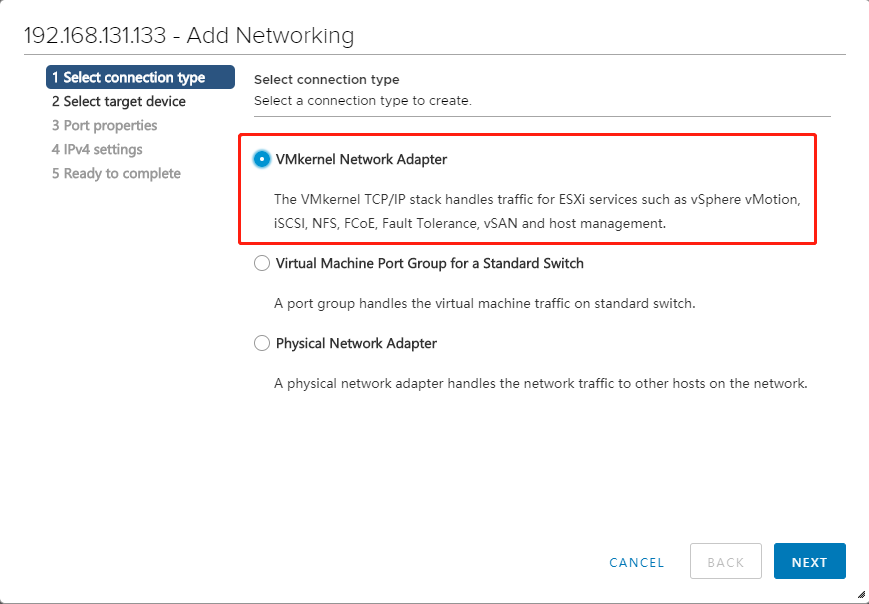 192.168.131.133 - Add Networking
1 Select connection type
2 Select target device
3 Port properties
4 IPv4 settings
5 Ready to complete
Select connection type
Select a connection type to create.
VMkernel Network Adapter
The VMkernel TCP/IP stack handles traffic for ESXi services such as vSphere vMotion,
iSCSI, NFS, FCoE, Fault Tolerance, vSAN and host management.
Virtual Machine Port Group for a Standard Switch
A port group handles the virtual machine traffic on standard switch.
Physical Network Adapter
A physical network adapter handles the network traffic to other hosts on the network.
CANCEL
BACK
NEXT